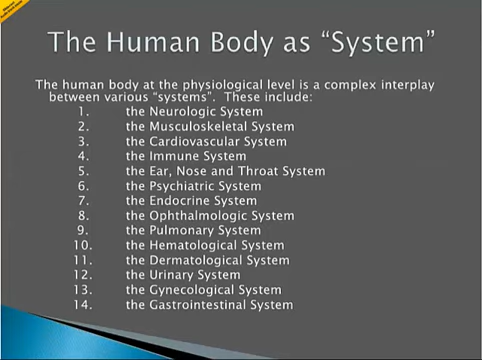 The Human Body as “System”
The human body at the physiological level is a complex interplay
between various “systems”. These include:
1. the Neurologic System
2. the Musculoskeletal System
3. the Cardiovascular System
4. the Immune System
5. the Ear, Nose and Throat System
6. the Psychiatric System
7. the Endocrine System
8. the Ophthalmologic System
9. the Pulmonary System
10. the Hematological System
11. the Dermatological System
12. the Urinary System
13. the Gynecological System
14. the Gastrointestinal System